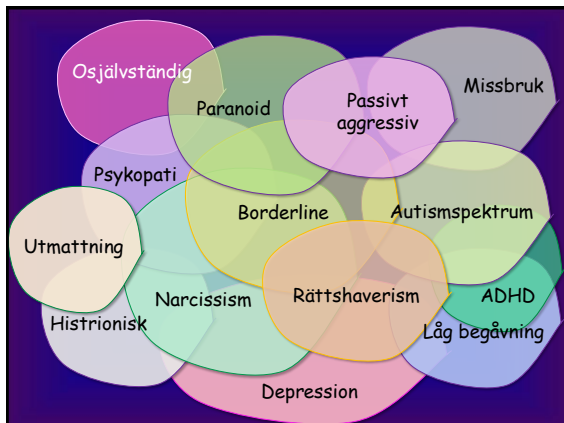 Osjälvständig
Missbruk
Paranoid
Passivt
aggressiv
Psykopati
Borderline
Autismspektrum
Utmattning
Narcissism
Rättshaverism
ADHD
Histrionisk
Låg begåvning
Depression